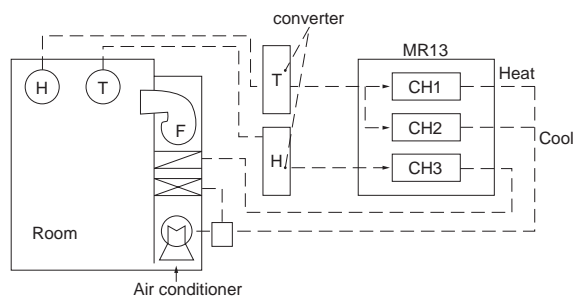 converter
MR13
H
T
T
CH1
Heat
F
CH2
Cool
H
CH3
Room
Air conditioner